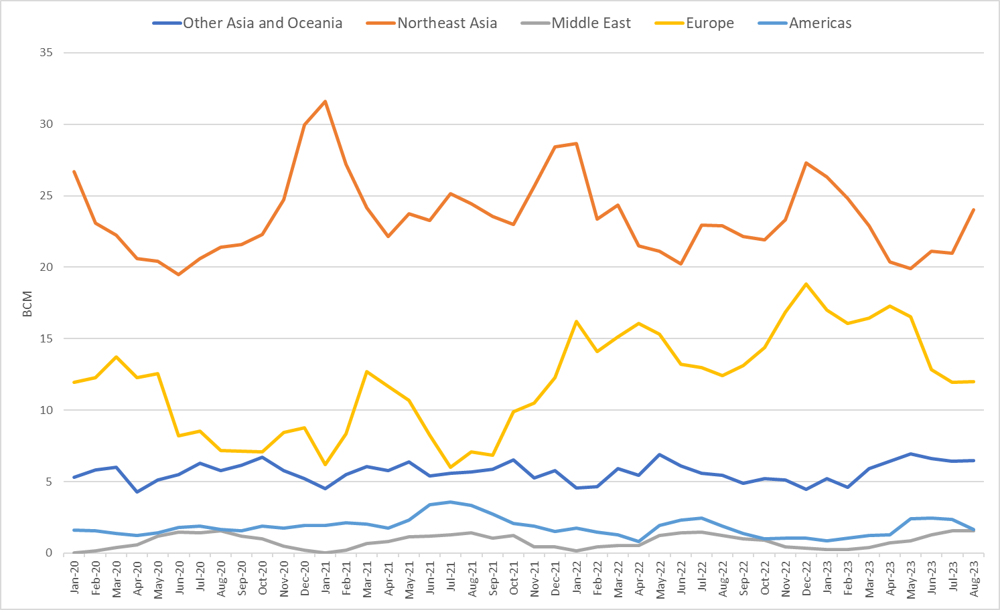 Other Asia and Oceania Northeast Asia Middle East Europe Americas
35
30
25
20
15
10
5
0
BCM
Jan-20 Feb-20 Mar-20 Apr-20 May-20 Jun-20 Jul-20 Aug-20 Sep-20 Oct-20 Nov-20 Dec-20 Jan-21 Feb-21 Mar-21 Apr-21 May-21 Jun-21 Jul-21 Aug-21 Sep-21 Oct-21 Nov-21 Dec-21 Jan-22 Feb-22 Mar-22 Apr-22 May-22 Jun-22 Jul-22 Aug-22 Sep-22 Oct-22 Nov-22 Dec-22 Jan-23 Feb-23 Mar-23 Apr-23 May-23 Jun-23 Jul-23 Aug-23